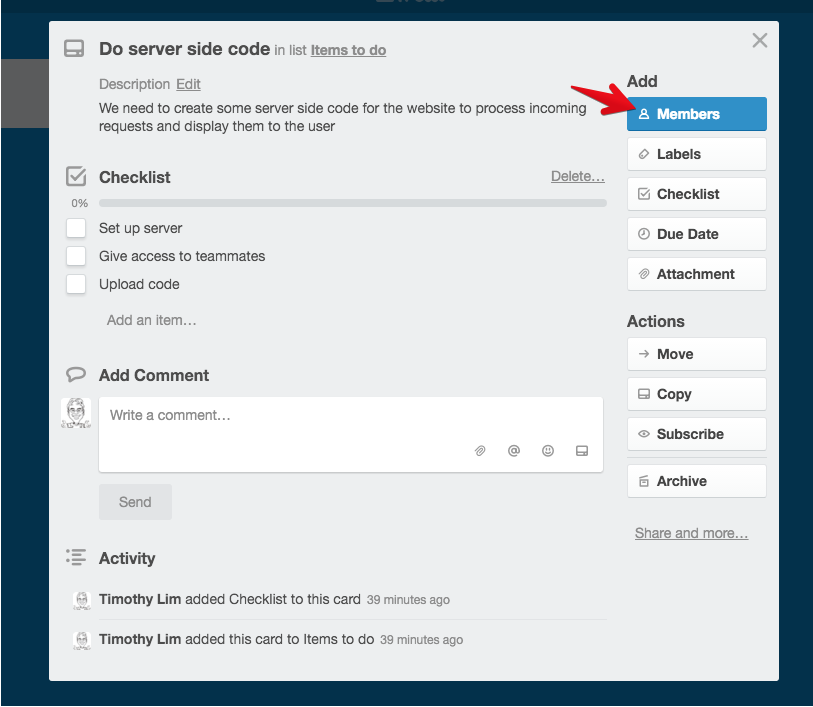 Do server side code in list Items to do
Description Edit
We need to create some server side code for the website to process incoming
requests and display them to the user
Checklist Delete…
0%
Set up server
Give access to teammates
Upload code
Add an item…
Add Comment
Write a comment…
Send
Activity
Timothy Lim added Checklist to this card 39 minutes ago
Timothy Lim added this card to Items to do 39 minutes ago
Add
Members
Labels
Checklist
Due Date
Attachment
Actions
Move
Copy
Subscribe
Archive
Share and more…